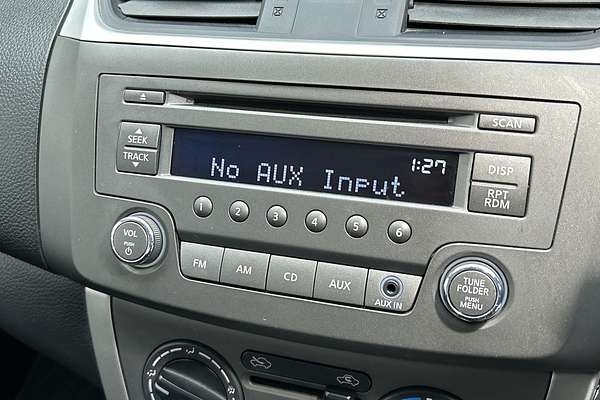 SCAN
SEEK
TRACK
1:27
No AUX Input
DISP
RPT
RDM
1 2 3 4 5 6
VOL
PUSH
FM AM CD AUX AUX IN
TUNE
FOLDER
PUSH
MENU